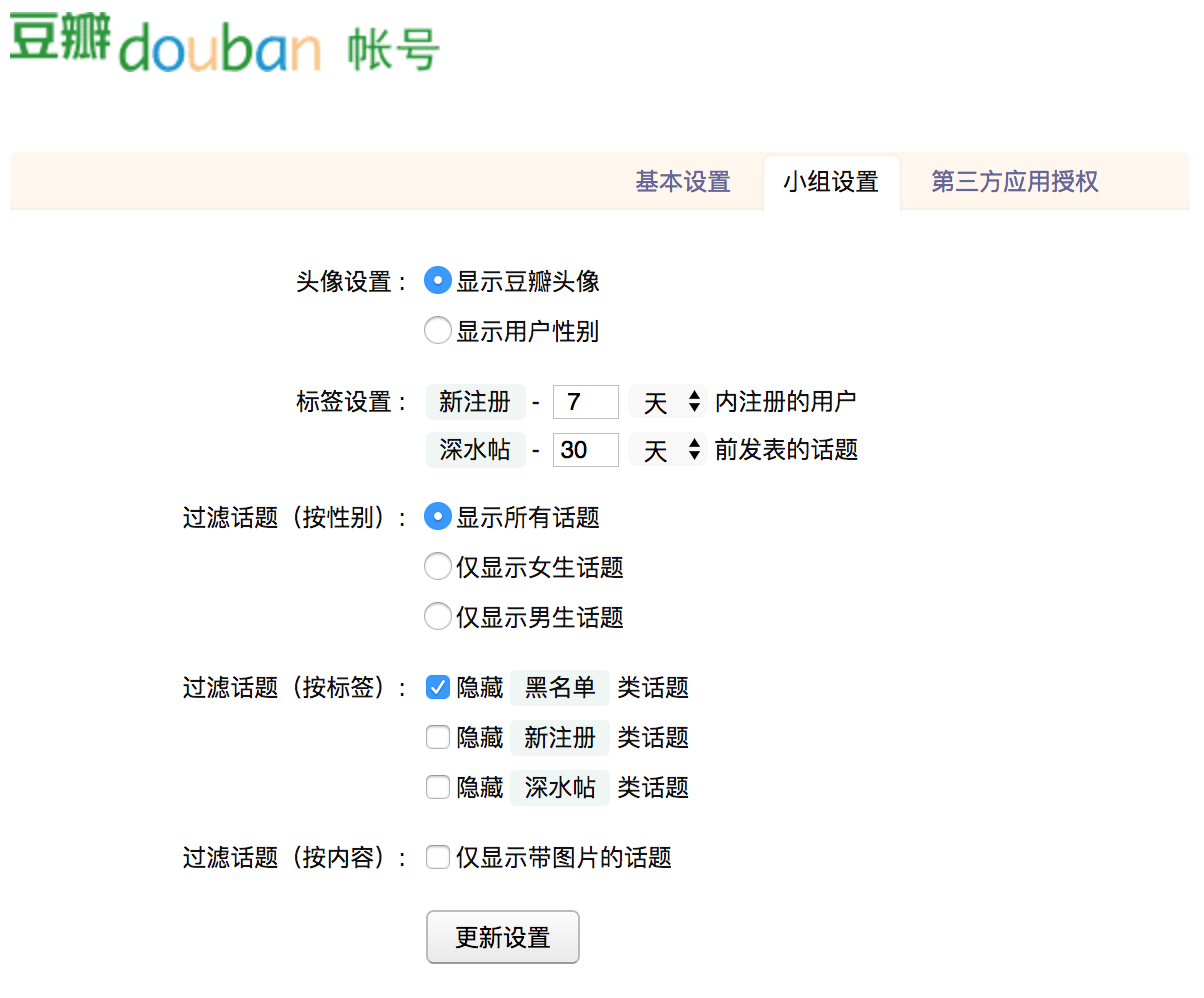 豆瓣douban 帐号
基本设置 小组设置 第三方应用授权
头像设置： 显示豆瓣头像
显示用户性别
标签设置： 新注册 - 7 天 内注册的用户
深水帖 - 30 天 前发表的话题
过滤话题（按性别）： 显示所有话题
仅显示女生话题
仅显示男生话题
过滤话题（按标签）： 隐藏 黑名单 类话题
隐藏 新注册 类话题
隐藏 深水帖 类话题
过滤话题（按内容）： 仅显示带图片的话题
更新设置